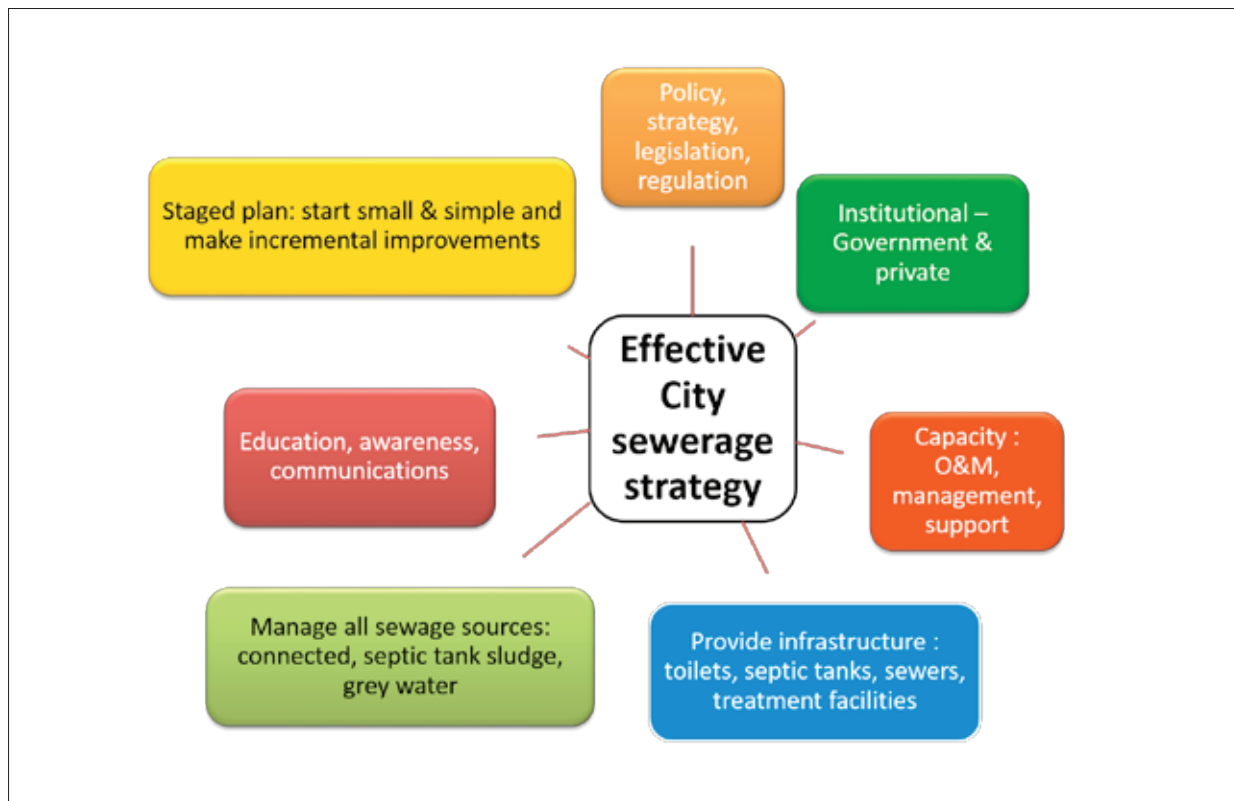 Policy,
strategy,
legislation,
regulation
Staged plan: start small & simple and
make incremental improvements
Institutional –
Government &
private
Effective
City
sewerage
strategy
Education, awareness,
communications
Capacity :
O&M,
management,
support
Manage all sewage sources:
connected, septic tank sludge,
grey water
Provide infrastructure :
toilets, septic tanks, sewers,
treatment facilities